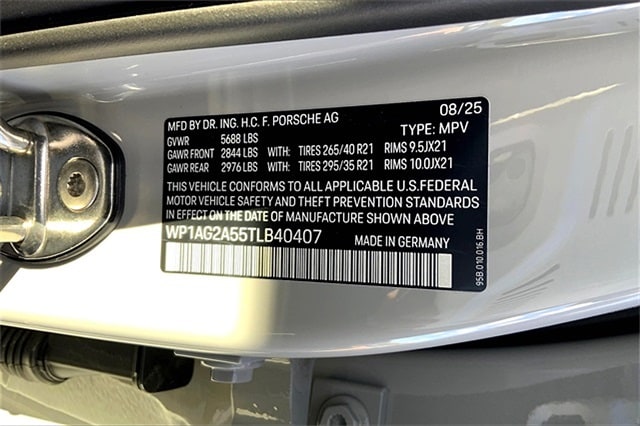 08/25
MFD BY DR. ING. H.C. F. PORSCHE AG TYPE: MPV
GVWR 5688 LBS
GAWR FRONT 2844 LBS WITH: TIRES 265/40 R21 RIMS 9.5JX21
GAWR REAR 2976 LBS WITH: TIRES 295/35 R21 RIMS 10.0JX21
THIS VEHICLE CONFORMS TO ALL APPLICABLE U.S.FEDERAL
MOTOR VEHICLE SAFETY AND THEFT PREVENTION STANDARDS
IN EFFECT ON THE DATE OF MANUFACTURE SHOWN ABOVE
WP1AG2A55TLB40407 MADE IN GERMANY
95B.010.016.BH